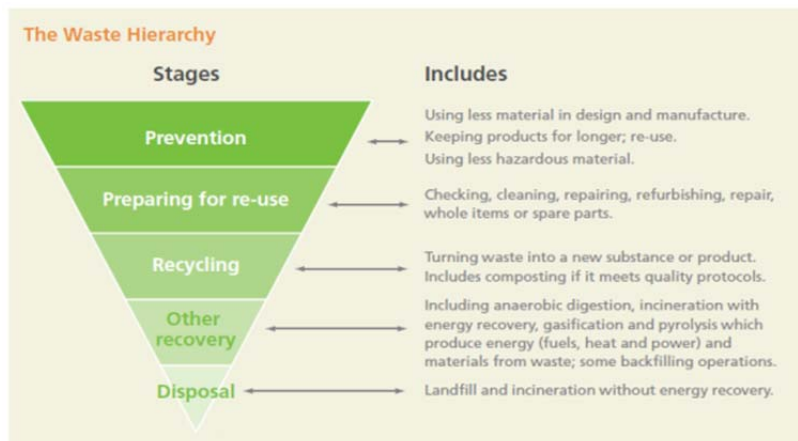 The Waste Hierarchy
Stages
Includes
Prevention
Using less material in design and manufacture.
Keeping products for longer; re-use.
Using less hazardous material.
Preparing for re-use
Checking, cleaning, repairing, refurbishing, repair,
whole items or spare parts.
Recycling
Turning waste into a new substance or product.
Includes composting if it meets quality protocols.
Other
recovery
Including anaerobic digestion, incineration with
energy recovery, gasification and pyrolysis which
produce energy (fuels, heat and power) and
materials from waste; some backfilling operations.
Disposal
Landfill and incineration without energy recovery.